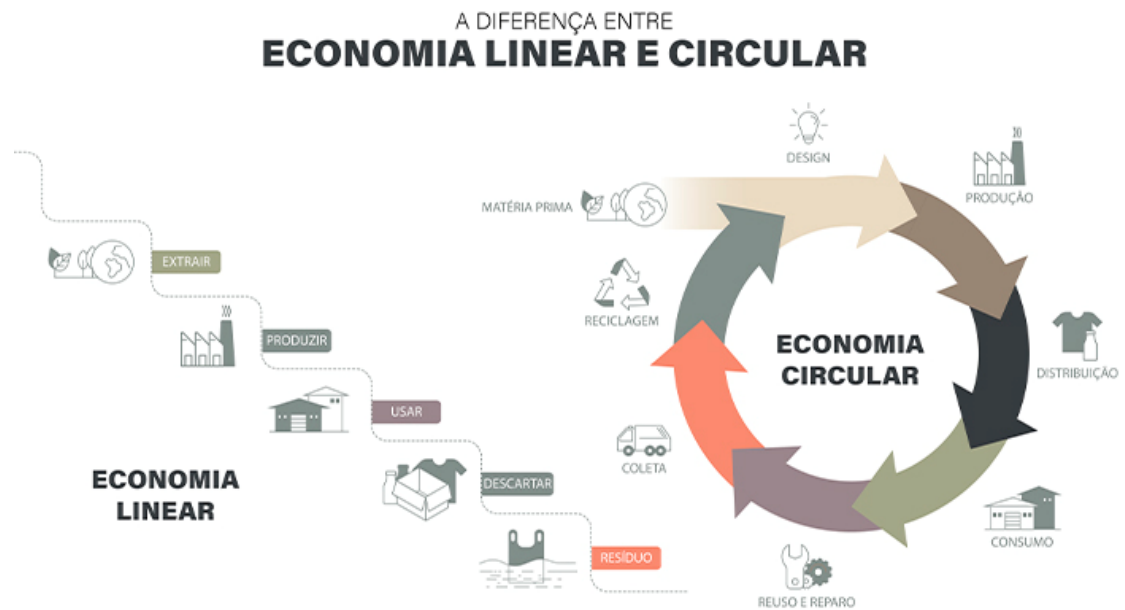 A DIFERENÇA ENTRE
ECONOMIA LINEAR E CIRCULAR
EXTRAIR
PRODUZIR
USAR
DESCARTAR
RESÍDUO
ECONOMIA
LINEAR
MATÉRIA PRIMA
DESIGN
PRODUÇÃO
DISTRIBUIÇÃO
CONSUMO
REUSO E REPARO
COLETA
RECICLAGEM
ECONOMIA
CIRCULAR